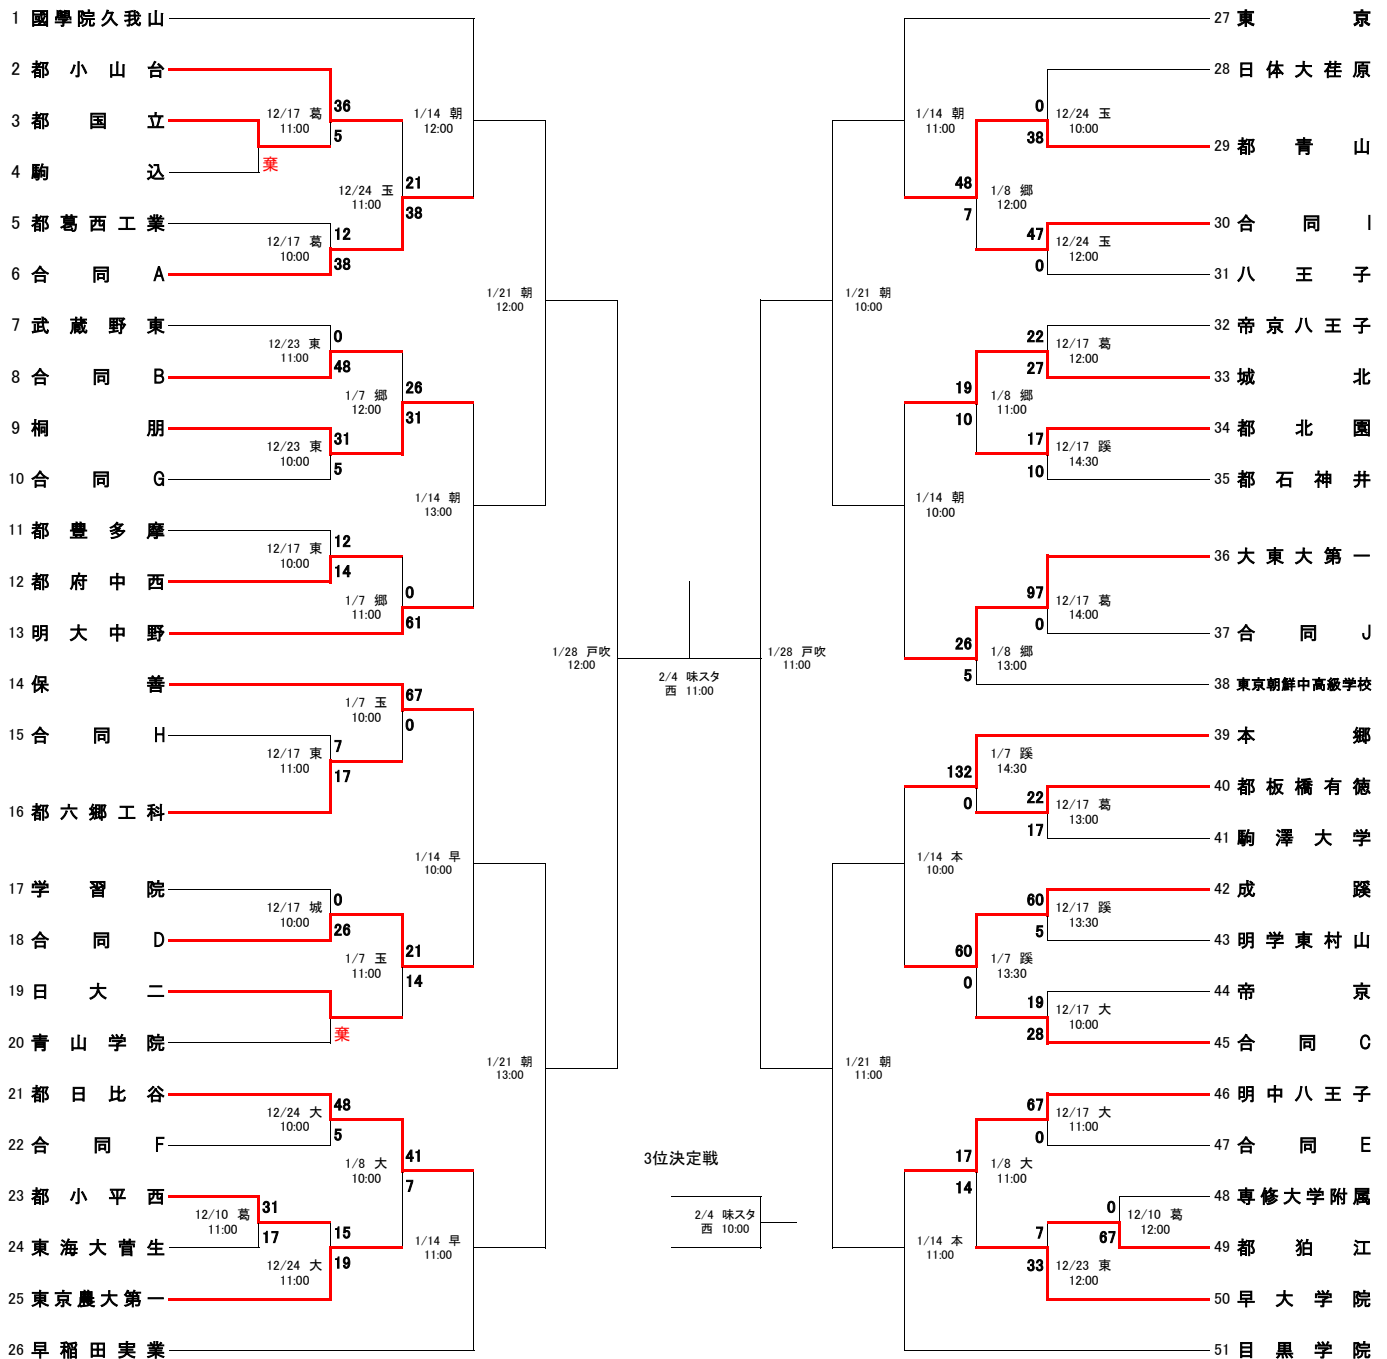 1 國學院久我山
2 都小山台
3 都国立
4 駒込
5 都葛西工業
6 合同A
7 武蔵野東
8 合同B
9 桐朋
10 合同G
11 都豊多摩
12 都府中西
13 明大中野
14 保善
15 合同H
16 都六郷工科
17 学習院
18 合同D
19 日大二
20 青山学院
21 都日比谷
22 合同F
23 都小平西
24 東海大菅生
25 東京農大第一
26 早稲田実業
棄
12/10 葛
11:00
31
17
12/17 葛
11:00
36
5
12/17 葛
10:00
12
38
12/23 東
11:00
0
48
12/23 東
10:00
31
5
12/17 東
10:00
12
14
12/17 東
11:00
7
17
12/17 城
10:00
0
26
棄
12/24 大
10:00
48
5
12/24 大
11:00
15
19
12/24 玉
11:00
21
38
1/7 郷
12:00
26
31
1/7 郷
11:00
0
61
1/7 玉
10:00
67
0
1/7 玉
11:00
21
14
1/8 大
10:00
41
7
1/14 朝
12:00
1/14 朝
13:00
1/14 早
10:00
1/14 早
11:00
1/21 朝
12:00
1/21 朝
13:00
1/28 戸吹
12:00
2/4 味スタ
西 11:00
3位決定戦
2/4 味スタ
西 10:00
1/28 戸吹
11:00
1/21 朝
10:00
1/21 朝
11:00
1/14 朝
11:00
1/14 朝
10:00
1/14 本
10:00
1/14 本
11:00
48
7
1/8 郷
12:00
19
10
1/8 郷
11:00
26
5
1/8 郷
13:00
132
0
1/7 蹊
14:30
60
0
1/7 蹊
13:30
17
14
1/8 大
11:00
0
38
12/24 玉
10:00
47
0
12/24 玉
12:00
22
27
12/17 葛
12:00
17
10
12/17 蹊
14:30
97
0
12/17 葛
14:00
22
17
12/17 葛
13:00
60
5
12/17 蹊
13:30
19
28
12/17 大
10:00
67
0
12/17 大
11:00
7
33
12/23 東
12:00
0
67
12/10 葛
12:00
27 東京
28 日体大荏原
29 都青山
30 合同I
31 八王子
32 帝京八王子
33 城北
34 都北園
35 都石神井
36 大東大第一
37 合同J
38 東京朝鮮中高級学校
39 本郷
40 都板橋有徳
41 駒澤大学
42 成蹊
43 明学東村山
44 帝京
45 合同C
46 明中八王子
47 合同E
48 専修大学附属
49 都狛江
50 早大学院
51 目黒学院